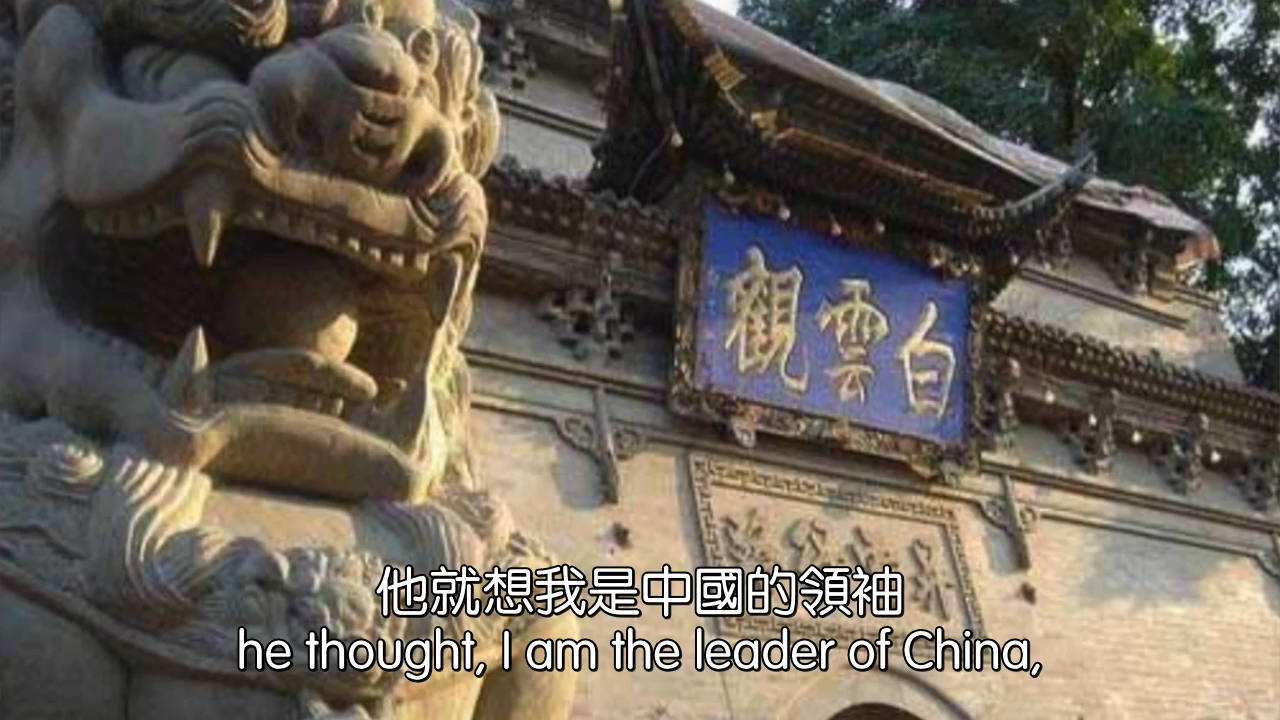 觀雲白
他就想我是中國的領袖
he thought, I am the leader of China,